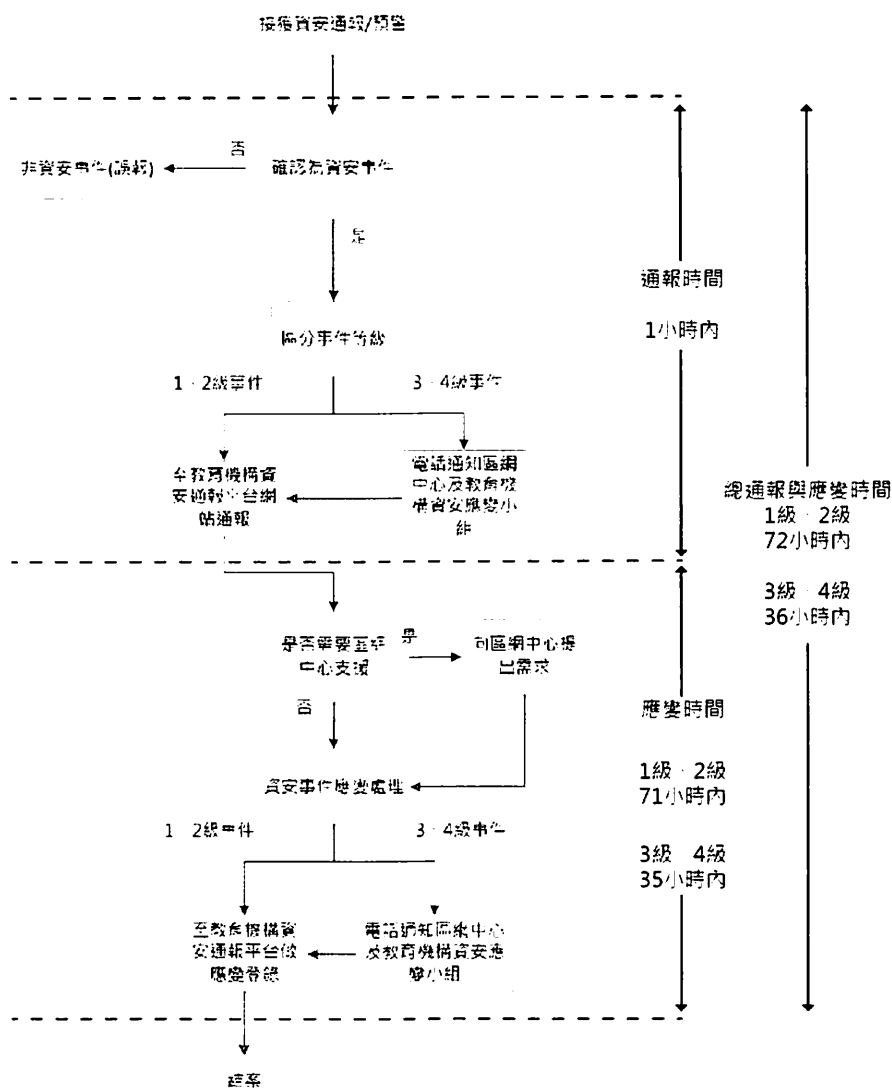 接獲資安通報/預警
否
非資安事件(誤報)
確認為資安事件
是
通報時間
1小時內
區分事件等級
1、2級事件
3、4級事件
至教育機構資
安通報平台網
站通報
電話通知區網
中心及教育機
構資安應變小
組
總通報與應變時間
1級、2級
72小時內
3級、4級
36小時內
是否需要區網
中心支援
是
向區網中心提
出需求
否
應變時間
1級、2級
71小時內
3級 4級
35小時內
資安事件應變處理
1 2級事件
3、4級事件
至教育機構資
安通報平台做
應變登錄
電話通知區網中心
及教育機構資安應
變小組
結案